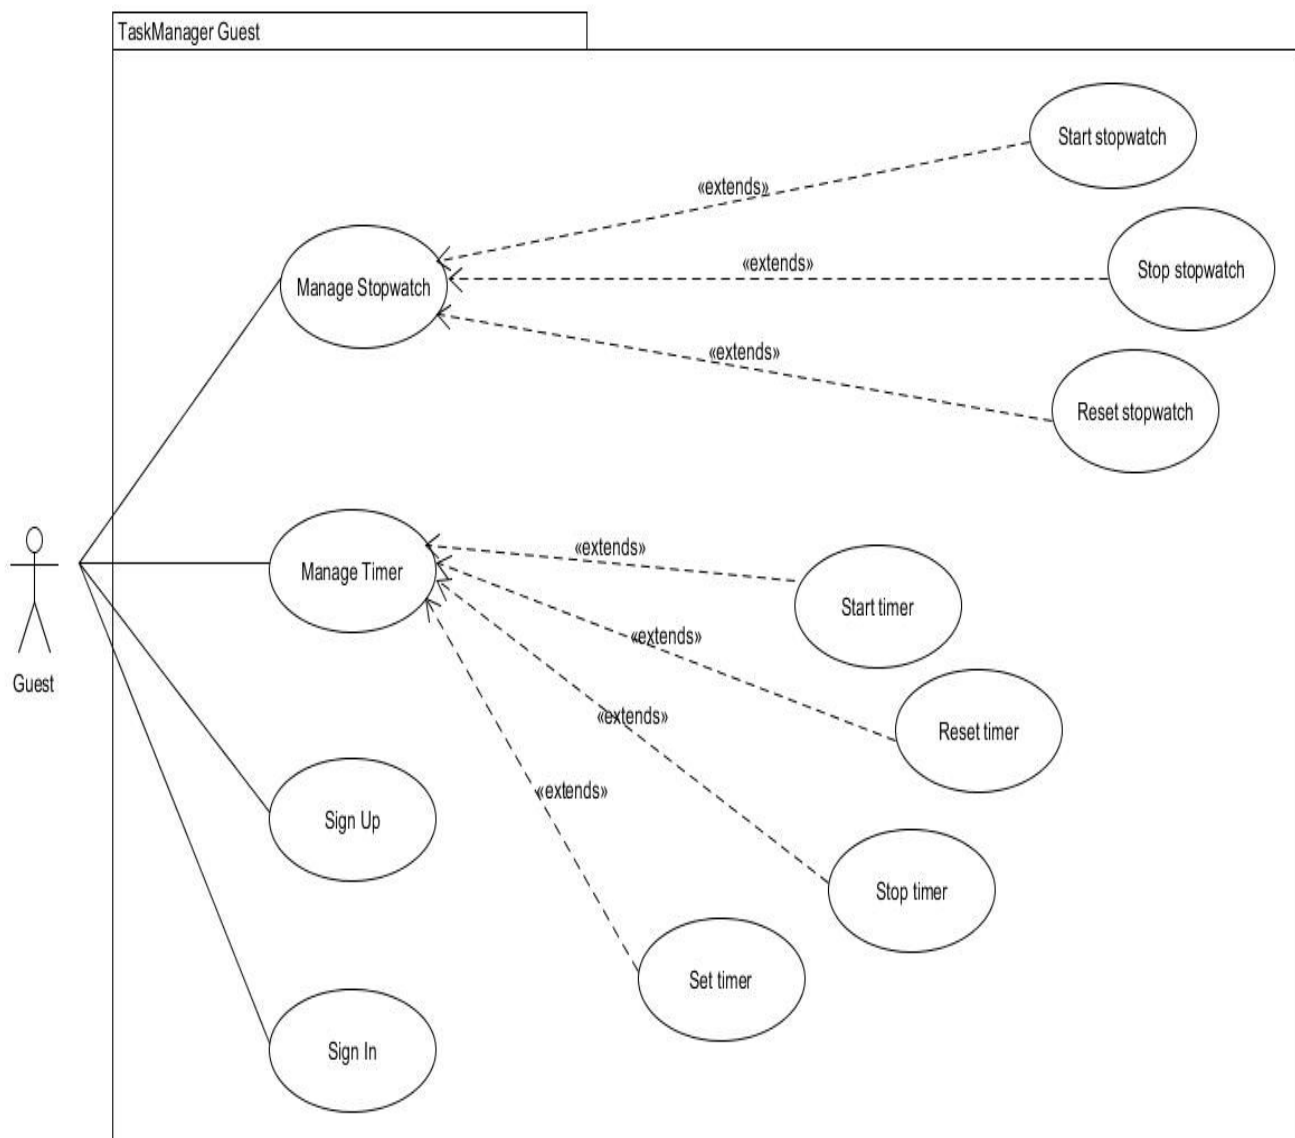 TaskManager Guest
Start stopwatch
«extends»
Stop stopwatch
«extends»
Manage Stopwatch
«extends»
Reset stopwatch
«extends»
Manage Timer
Start timer
«extends»
Guest
«extends»
Reset timer
«extends»
Sign Up
Stop timer
Set timer
Sign In